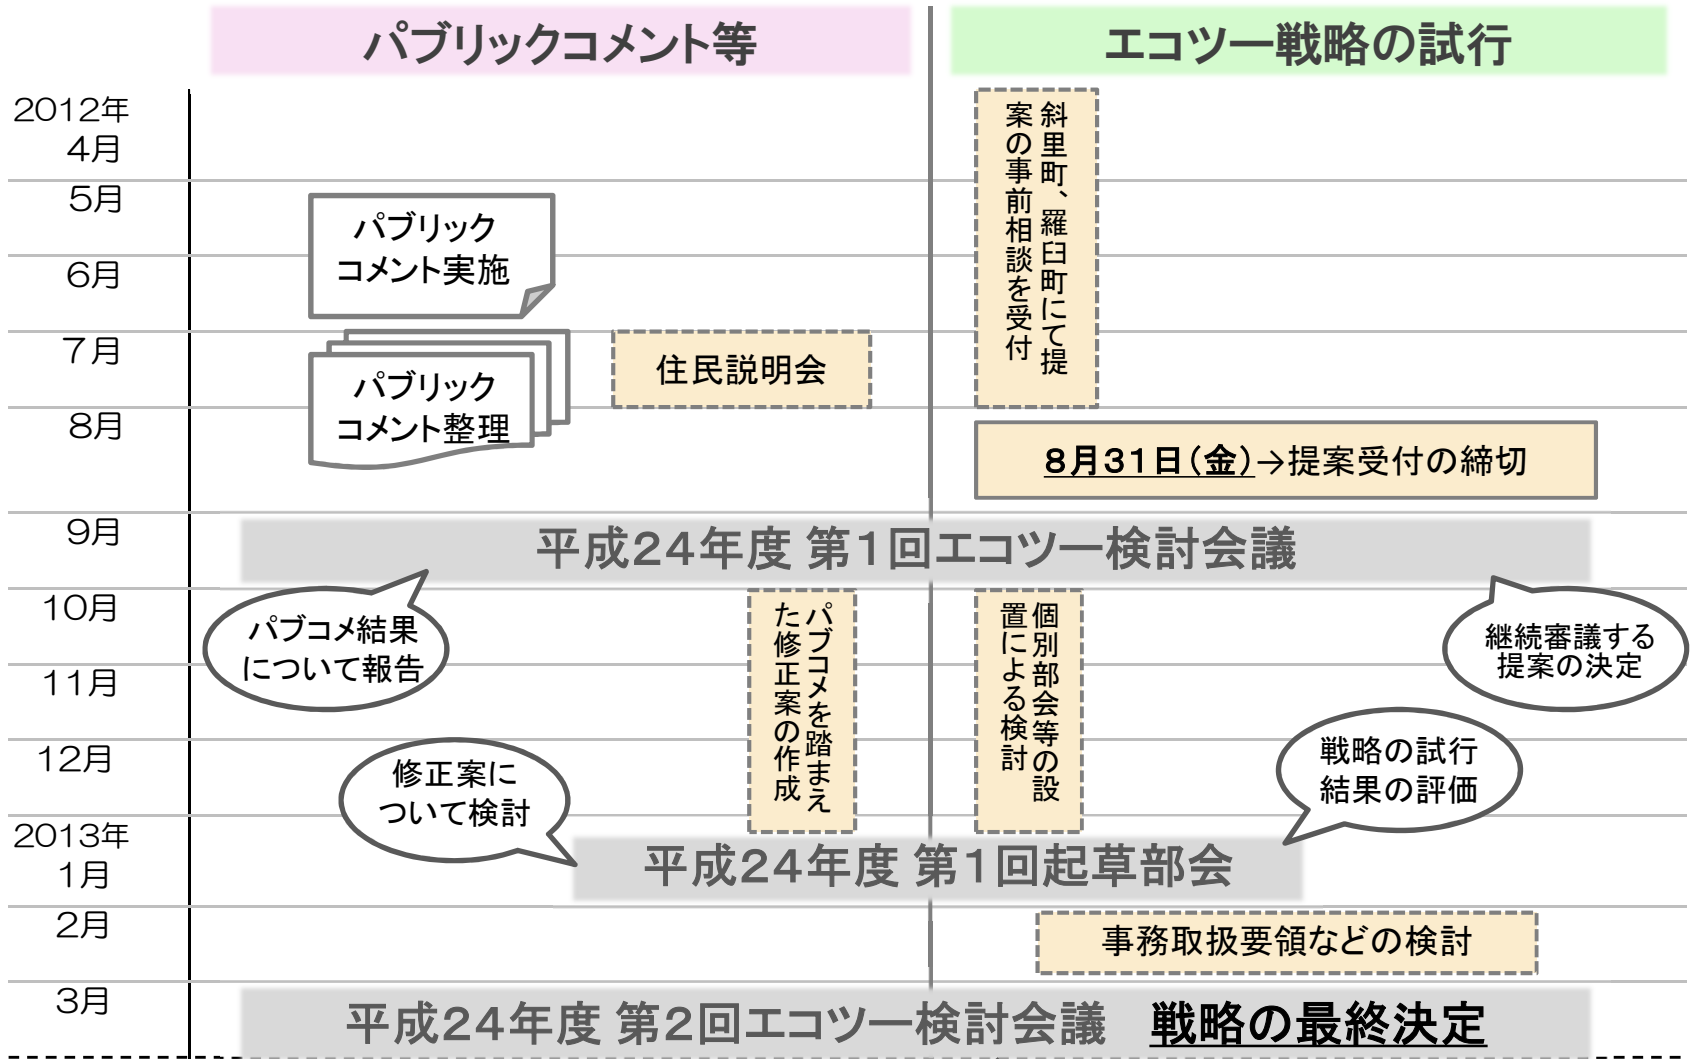 パブリックコメント等
エコツー戦略の試行
2012年
4月
5月
6月
7月
8月
9月
10月
11月
12月
2013年
1月
2月
3月
パブリック
コメント実施
パブリック
コメント整理
住民説明会
斜里町、羅臼町にて提
案の事前相談を受付
8月31日(金)→提案受付の締切
平成24年度 第1回エコツー検討会議
パブコメ結果
について報告
パブコメを踏まえ
た修正案の作成
個別部会等の設
置による検討
継続審議する
提案の決定
修正案に
ついて検討
戦略の試行
結果の評価
平成24年度 第1回起草部会
事務取扱要領などの検討
平成24年度 第2回エコツー検討会議 戦略の最終決定